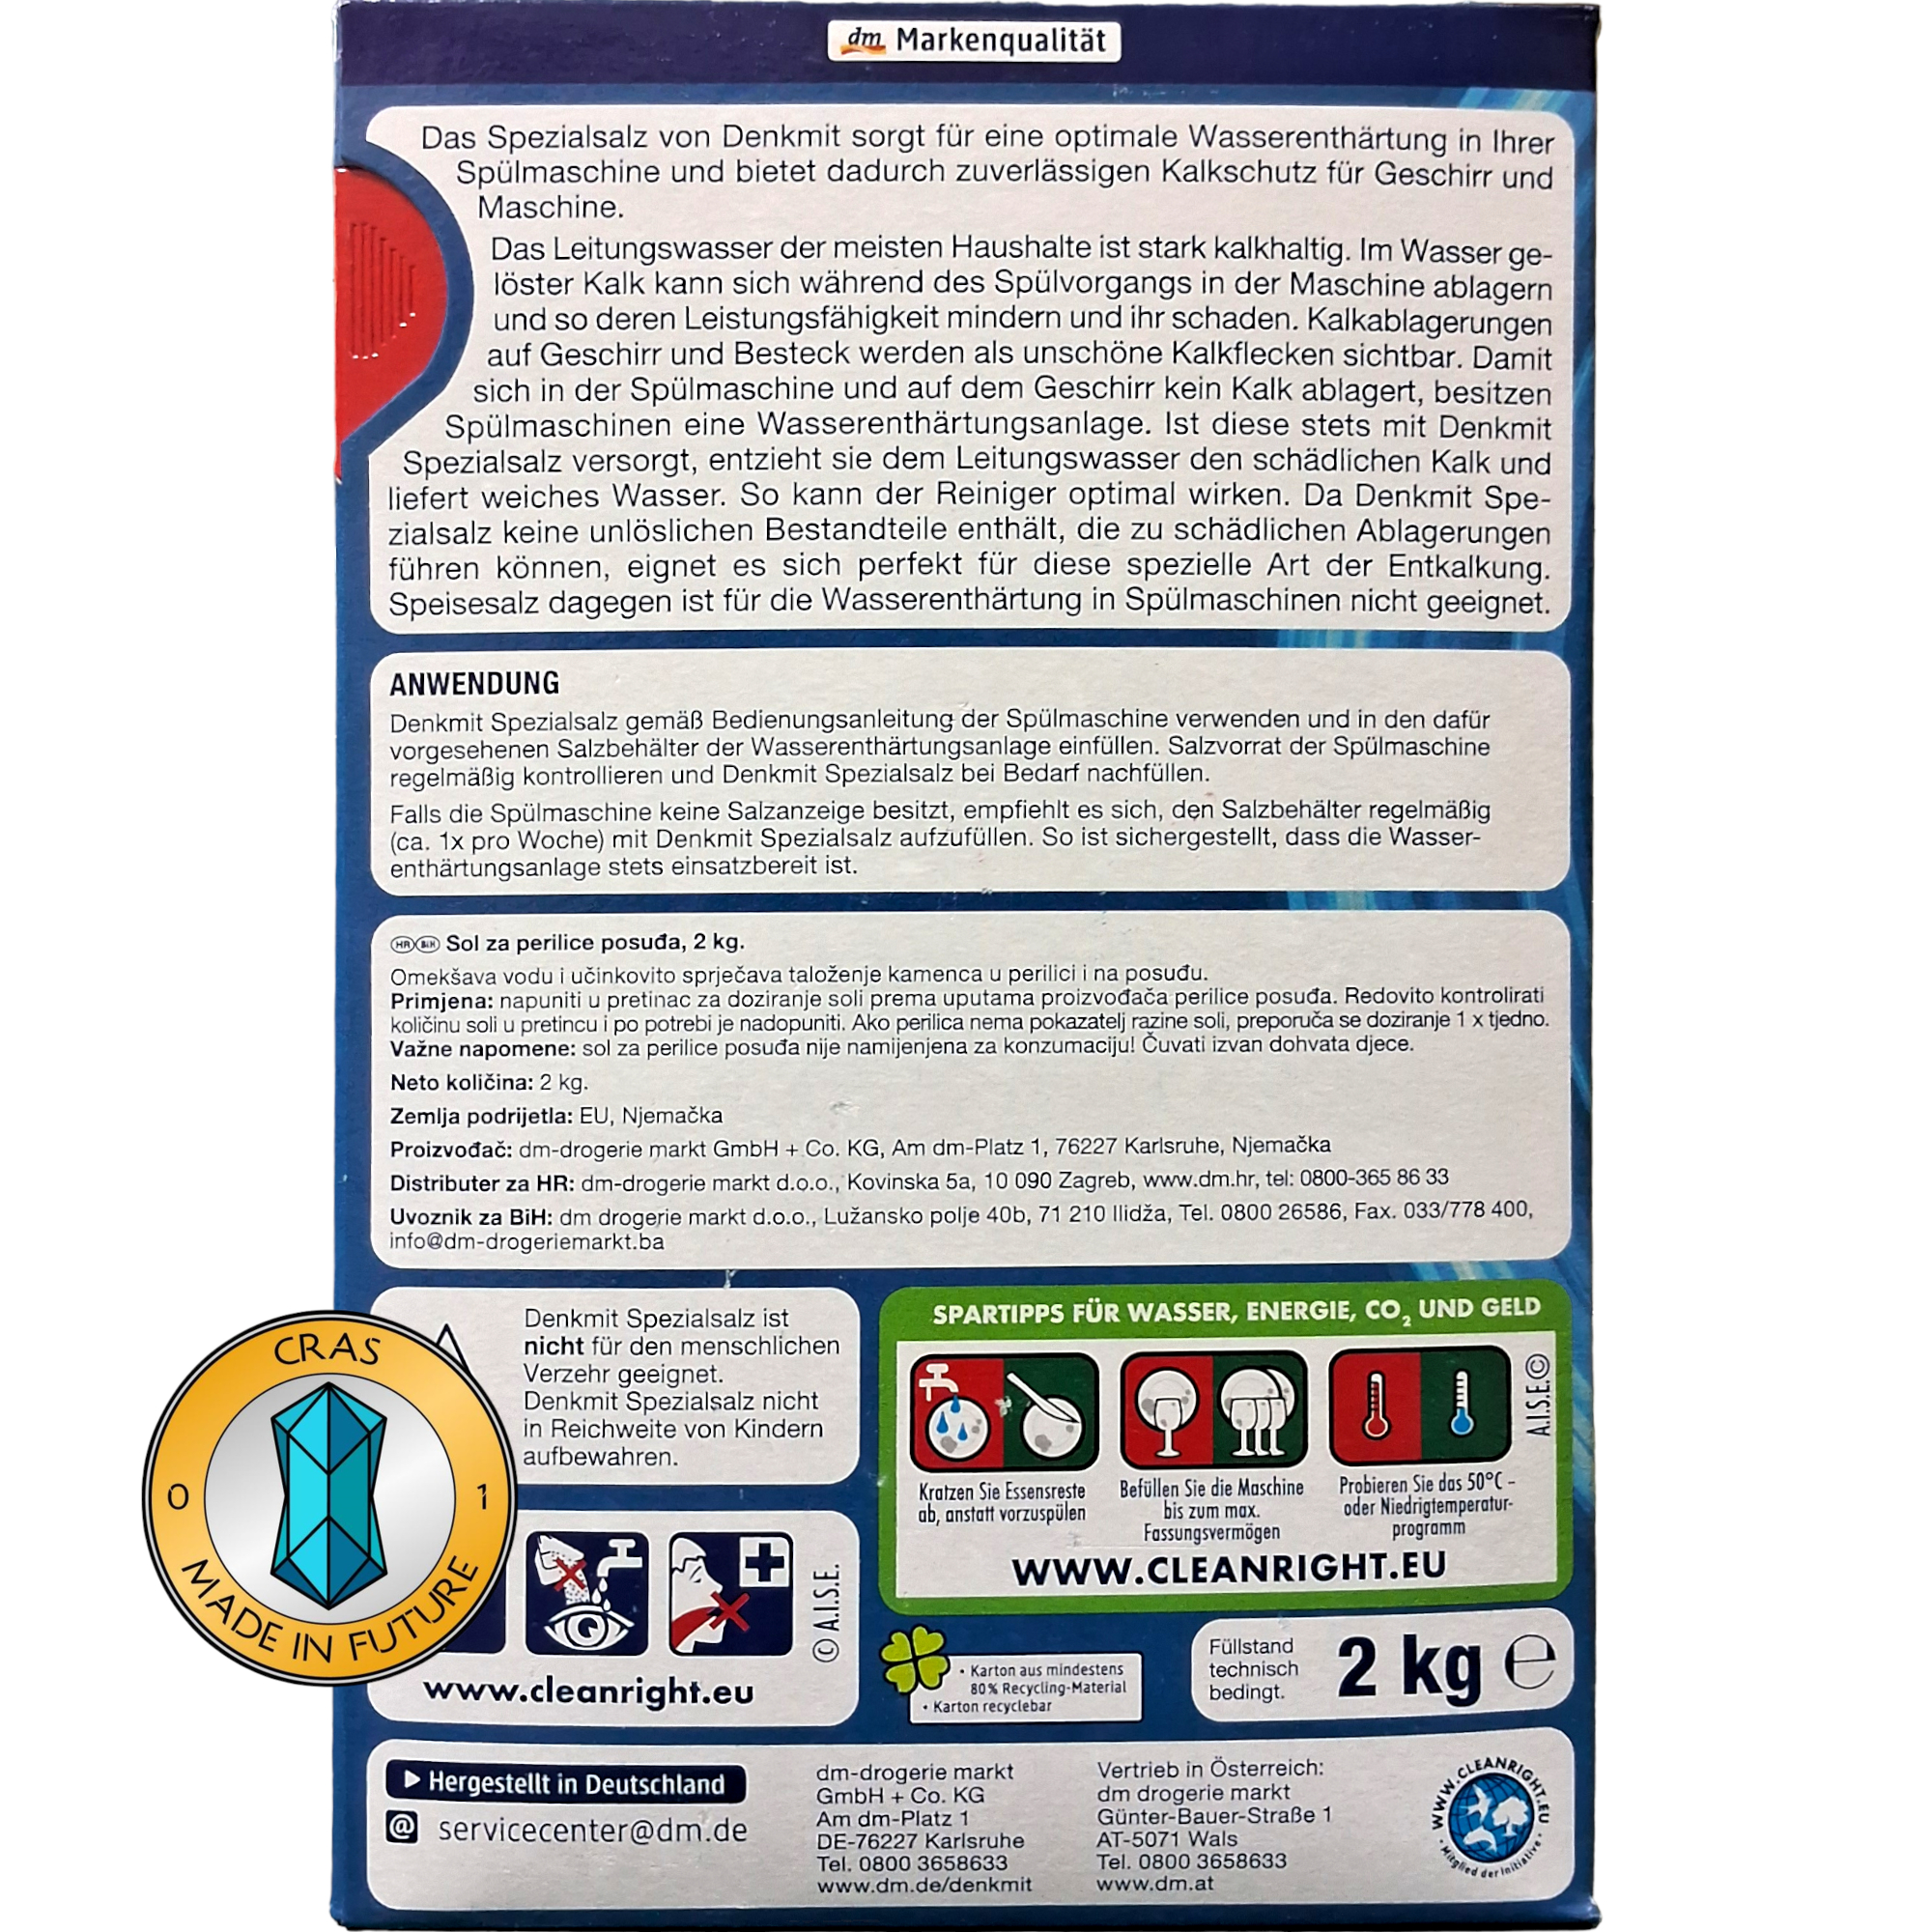 dm Markenqualität
Das Spezialsalz von Denkmit sorgt für eine optimale Wasserenthärtung in Ihrer
Spülmaschine und bietet dadurch zuverlässigen Kalkschutz für Geschirr und
Maschine.
Das Leitungswasser der meisten Haushalte ist stark kalkhaltig. Im Wasser ge-
löster Kalk kann sich während des Spülvorgangs in der Maschine ablagern
und so deren Leistungsfähigkeit mindern und ihr schaden. Kalkablagerungen
auf Geschirr und Besteck werden als unschöne Kalkflecken sichtbar. Damit
sich in der Spülmaschine und auf dem Geschirr kein Kalk ablagert, besitzen
Spülmaschinen eine Wasserenthärtungsanlage. Ist diese stets mit Denkmit
Spezialsalz versorgt, entzieht sie dem Leitungswasser den schädlichen Kalk und
liefert weiches Wasser. So kann der Reiniger optimal wirken. Da Denkmit Spe-
zialsalz keine unlöslichen Bestandteile enthält, die zu schädlichen Ablagerungen
führen können, eignet es sich perfekt für diese spezielle Art der Entkalkung.
Speisesalz dagegen ist für die Wasserenthärtung in Spülmaschinen nicht geeignet.
ANWENDUNG
Denkmit Spezialsalz gemäß Bedienungsanleitung der Spülmaschine verwenden und in den dafür
vorgesehenen Salzbehälter der Wasserenthärtungsanlage einfüllen. Salzvorrat der Spülmaschine
regelmäßig kontrollieren und Denkmit Spezialsalz bei Bedarf nachfüllen.
Falls die Spülmaschine keine Salzanzeige besitzt, empfiehlt es sich, den Salzbehälter regelmäßig
(ca. 1x pro Woche) mit Denkmit Spezialsalz aufzufüllen. So ist sichergestellt, dass die Wasser-
enthärtungsanlage stets einsatzbereit ist.
HR BiH Sol za perilice posuđa, 2 kg.
Omekšava vodu i učinkovito sprječava taloženje kamenca u perilici i na posuđu.
Primjena: napuniti u pretinac za doziranje soli prema uputama proizvođača perilice posuđa. Redovito kontrolirati
količinu soli u pretincu i po potrebi je nadopuniti. Ako perilica nema pokazatelj razine soli, preporuča se doziranje 1 x tjedno.
Važne napomene: sol za perilice posuđa nije namijenjena za konzumaciju! Čuvati izvan dohvata djece.
Neto količina: 2 kg.
Zemlja podrijetla: EU, Njemačka
Proizvođač: dm-drogerie markt GmbH + Co. KG, Am dm-Platz 1, 76227 Karlsruhe, Njemačka
Distributer za HR: dm-drogerie markt d.o.o., Kovinska 5a, 10 090 Zagreb, www.dm.hr, tel: 0800-365 86 33
Uvoznik za BiH: dm drogerie markt d.o.o., Lužansko polje 40b, 71 210 Ilidža, Tel. 0800 26586, Fax. 033/778 400,
info@dm-drogeriemarkt.ba
Denkmit Spezialsalz ist
nicht für den menschlichen
Verzehr geeignet.
Denkmit Spezialsalz nicht
in Reichweite von Kindern
aufbewahren.
© A.I.S.E.
www.cleanright.eu
CRAS
0 1
MADE IN FUTURE
SPARTIPPS FÜR WASSER, ENERGIE, CO₂ UND GELD
Kratzen Sie Essensreste
ab, anstatt vorzuspülen
Befüllen Sie die Maschine
bis zum max.
Fassungsvermögen
Probieren Sie das 50°C -
oder Niedrigtemperatur-
programm
A.I.S.E.©
WWW.CLEANRIGHT.EU
• Karton aus mindestens
80% Recycling-Material
• Karton recyclebar
Füllstand
technisch
bedingt.
2 kg ℮
Hergestellt in Deutschland
@ servicecenter@dm.de
dm-drogerie markt
GmbH + Co. KG
Am dm-Platz 1
DE-76227 Karlsruhe
Tel. 0800 3658633
www.dm.de/denkmit
Vertrieb in Österreich:
dm drogerie markt
Günter-Bauer-Straße 1
AT-5071 Wals
Tel. 0800 3658633
www.dm.at
WWW.CLEANRIGHT.EU
• Mitglied der Initiative •